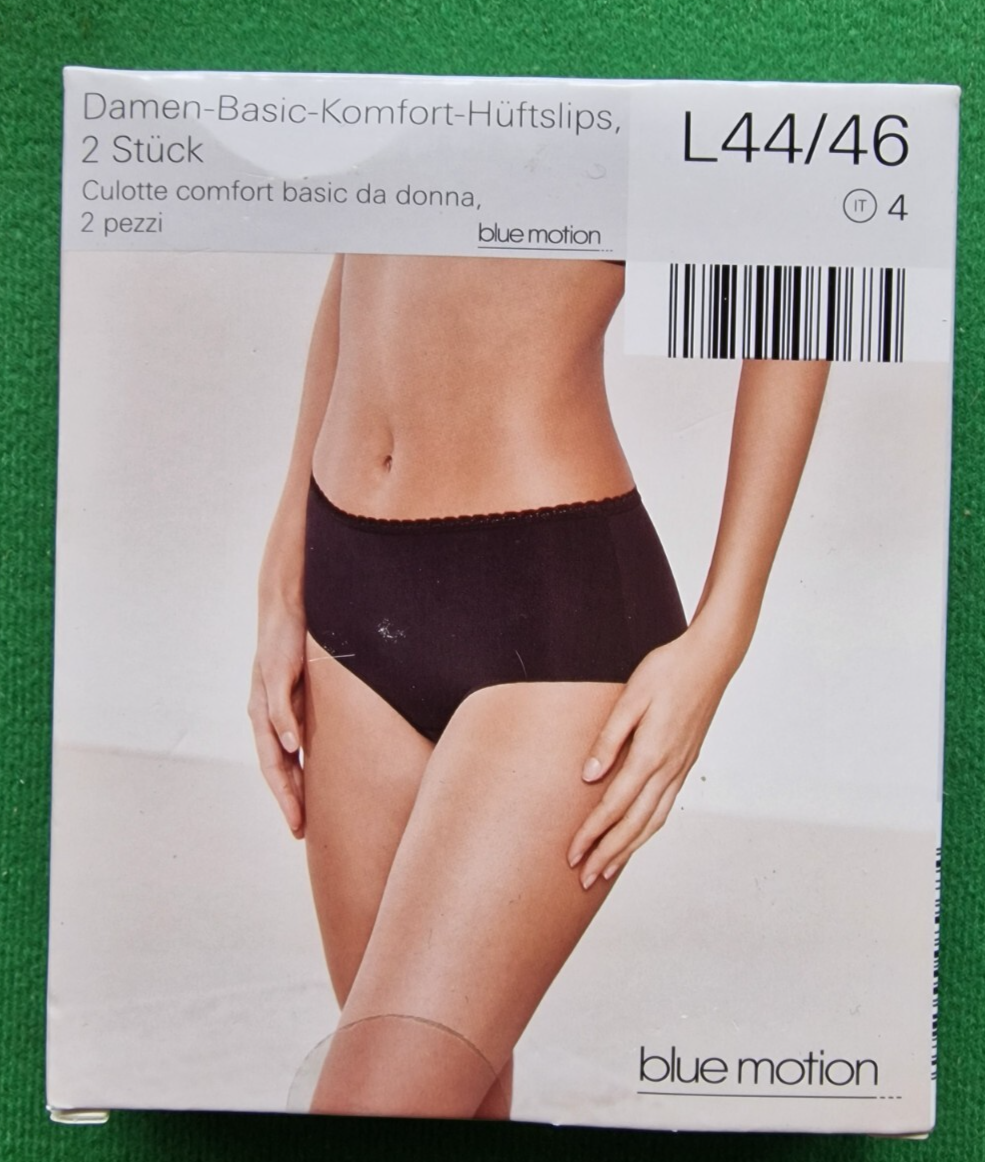 Damen-Basic-Komfort-Hüftslips,
2 Stück
Culotte comfort basic da donna,
2 pezzi
blue motion
L44/46
IT 4
blue motion